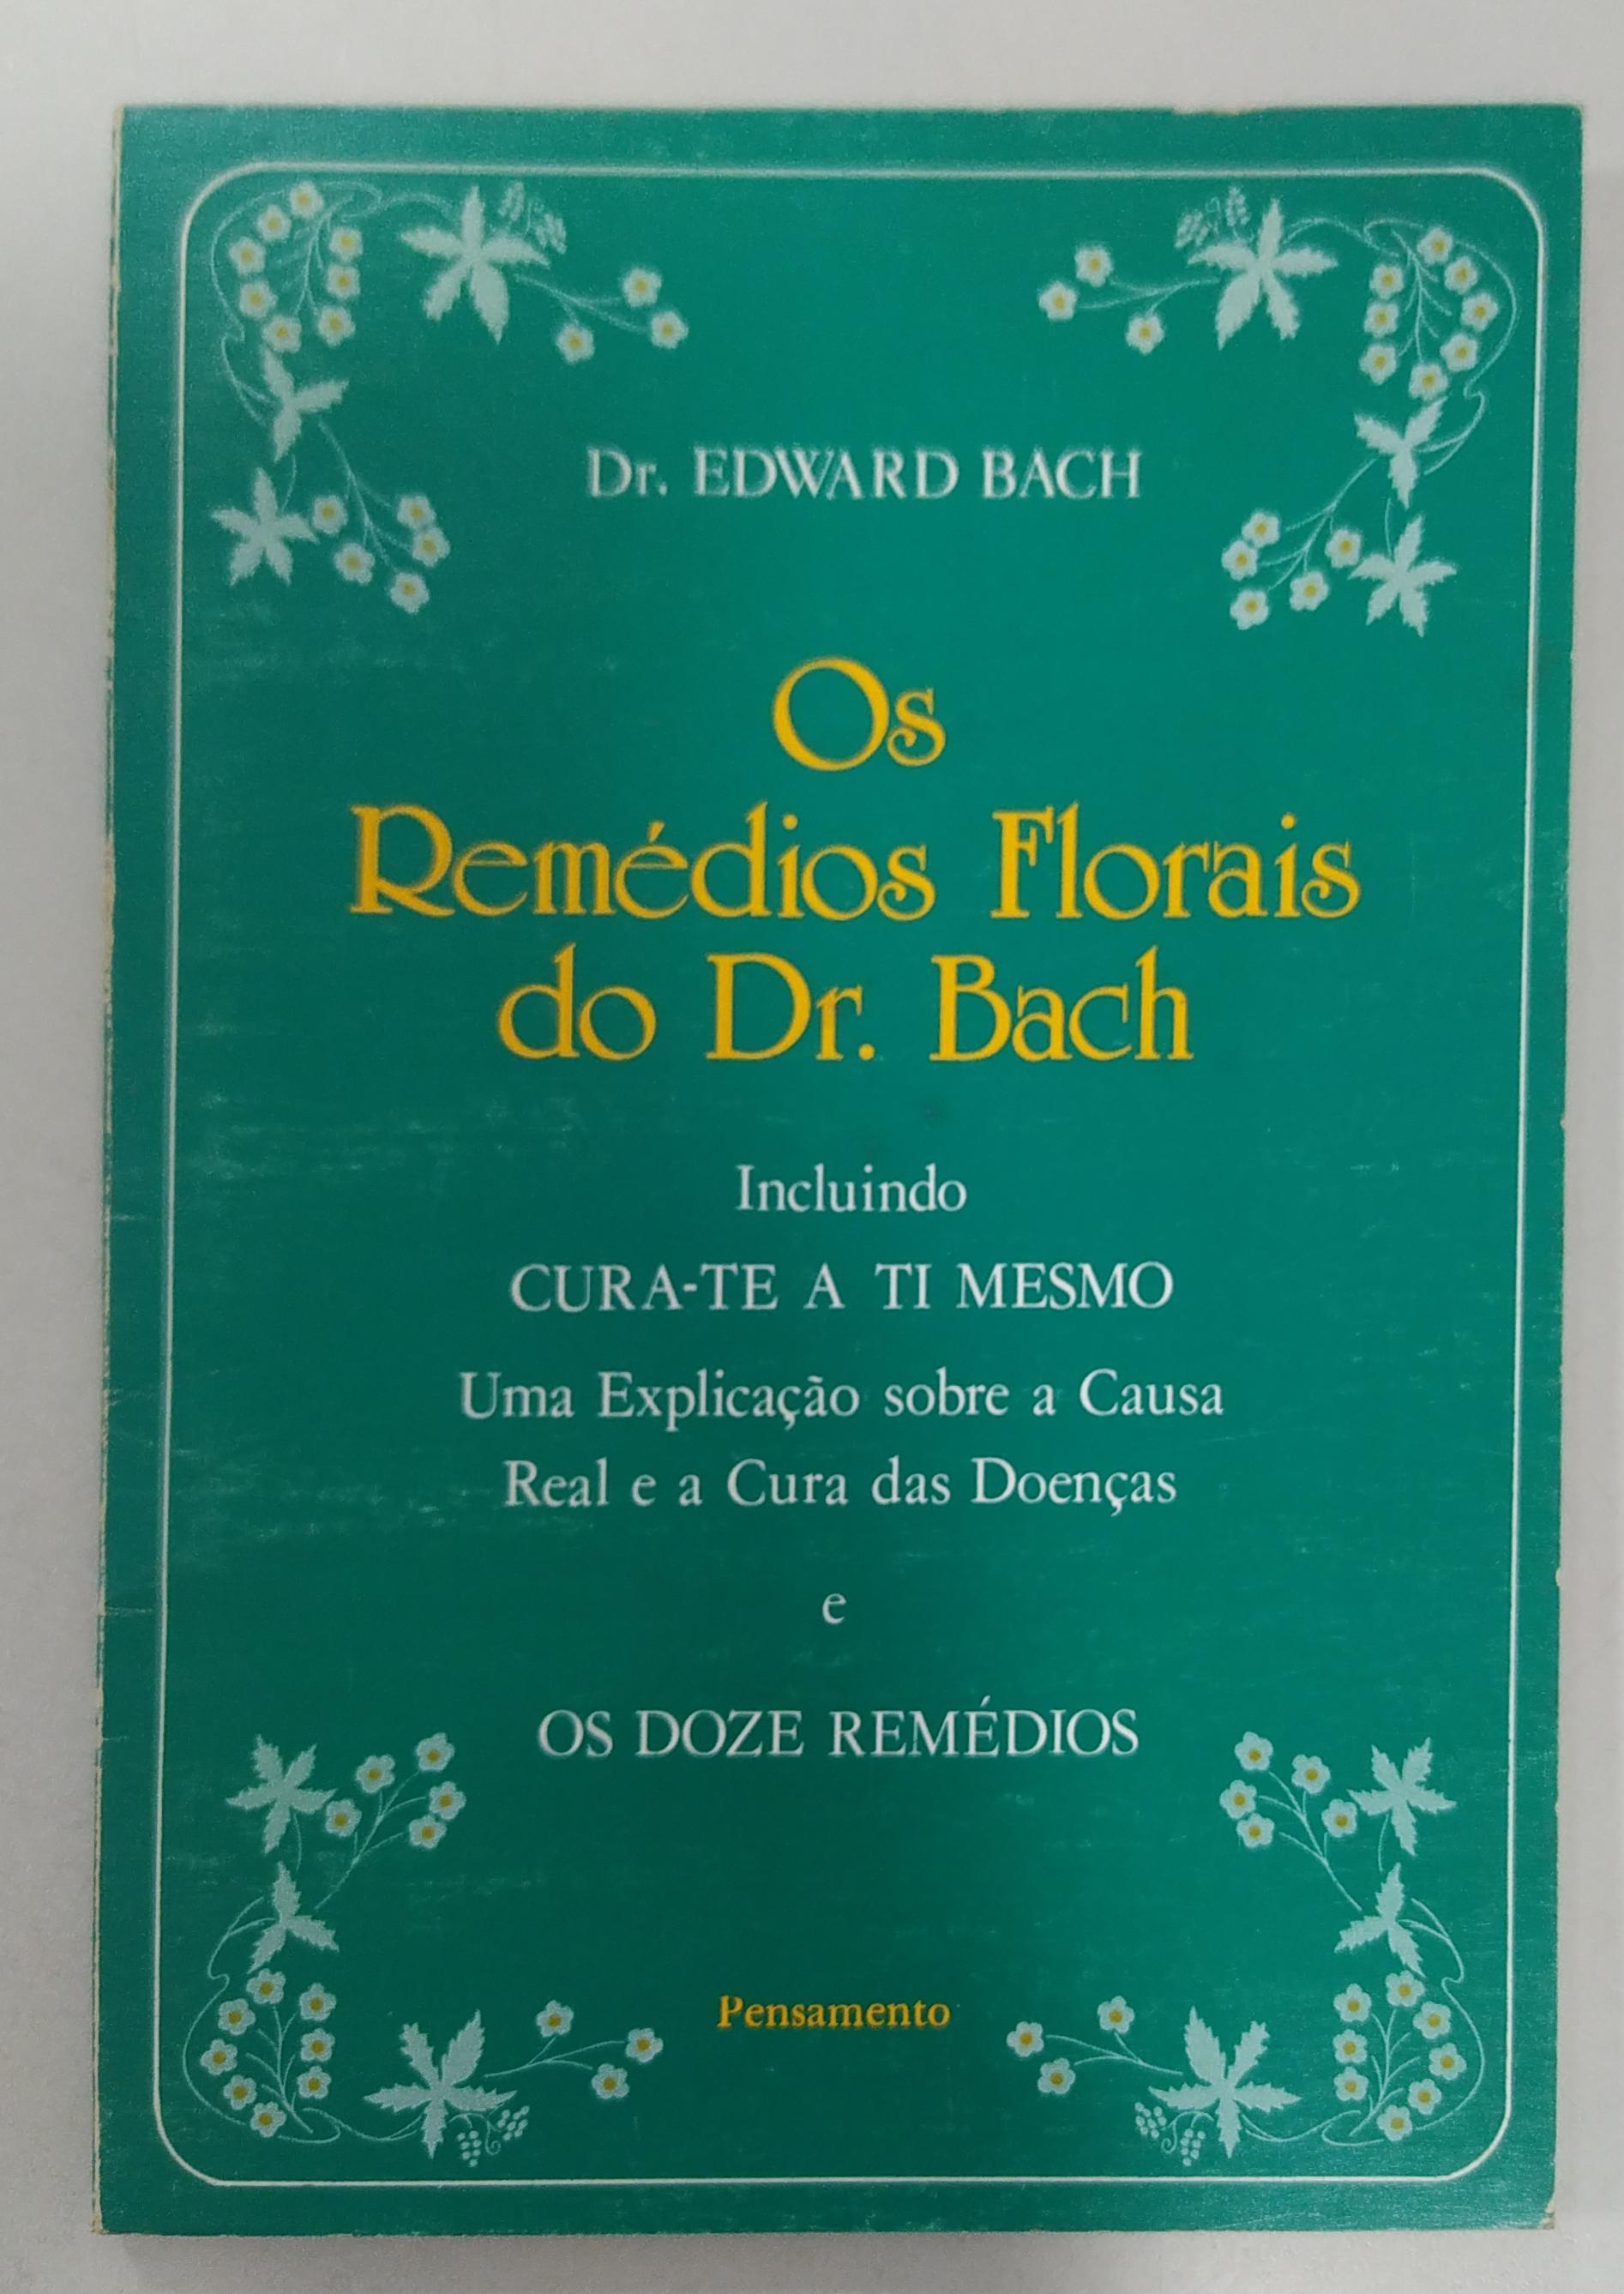 Dr. EDWARD BACH
Os
Remédios Florais
do Dr. Bach
Incluindo
CURA-TE A TI MESMO
Uma Explicação sobre a Causa
Real e a Cura das Doenças
e
OS DOZE REMÉDIOS
Pensamento